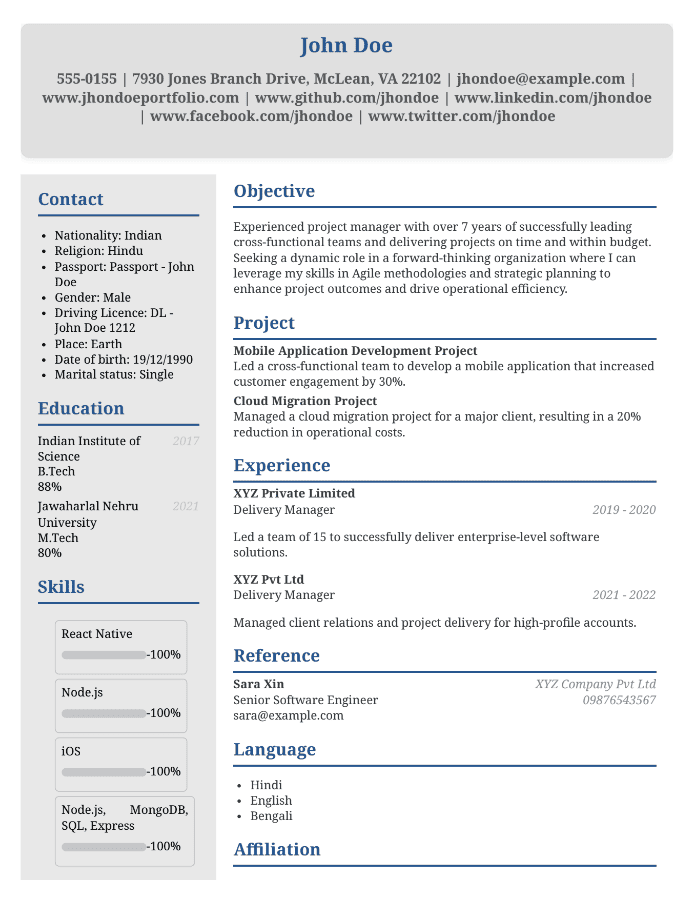 John Doe
555-0155 | 7930 Jones Branch Drive, McLean, VA 22102 | jhondoe@example.com |
www.jhondoeportfolio.com | www.github.com/jhondoe | www.linkedin.com/jhondoe
| www.facebook.com/jhondoe | www.twitter.com/jhondoe
Contact
• Nationality: Indian
• Religion: Hindu
• Passport: Passport - John
Doe
• Gender: Male
• Driving Licence: DL -
John Doe 1212
• Place: Earth
• Date of birth: 19/12/1990
• Marital status: Single
Education
Indian Institute of 2017
Science
B.Tech
88%
Jawaharlal Nehru 2021
University
M.Tech
80%
Skills
React Native
-100%
Node.js
-100%
iOS
-100%
Node.js, MongoDB,
SQL, Express
-100%
Objective
Experienced project manager with over 7 years of successfully leading
cross-functional teams and delivering projects on time and within budget.
Seeking a dynamic role in a forward-thinking organization where I can
leverage my skills in Agile methodologies and strategic planning to
enhance project outcomes and drive operational efficiency.
Project
Mobile Application Development Project
Led a cross-functional team to develop a mobile application that increased
customer engagement by 30%.
Cloud Migration Project
Managed a cloud migration project for a major client, resulting in a 20%
reduction in operational costs.
Experience
XYZ Private Limited
Delivery Manager 2019 - 2020
Led a team of 15 to successfully deliver enterprise-level software
solutions.
XYZ Pvt Ltd
Delivery Manager 2021 - 2022
Managed client relations and project delivery for high-profile accounts.
Reference
Sara Xin XYZ Company Pvt Ltd
Senior Software Engineer 09876543567
sara@example.com
Language
• Hindi
• English
• Bengali
Affiliation